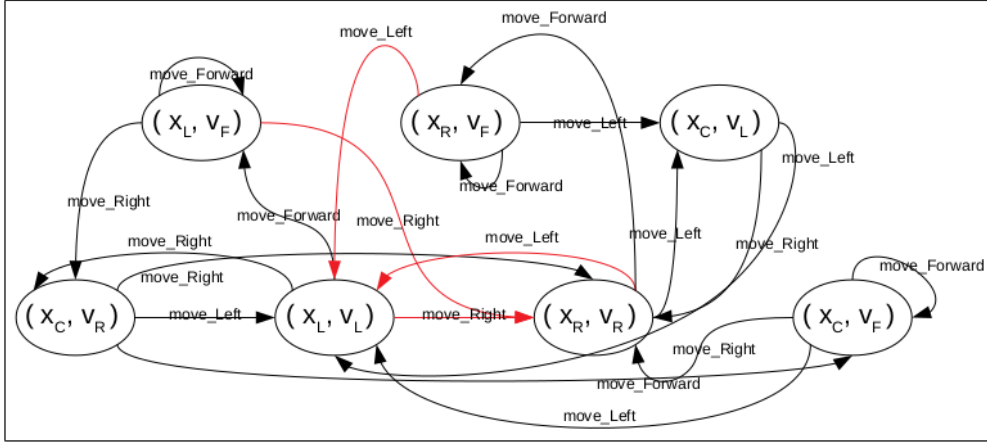 move_Forward
move_Left
move_Forward
( x_L, v_F )
( x_R, v_F )
move_Left
( x_C, v_L )
move_Left
move_Forward
move_Right
move_Forward
move_Right
move_Right
move_Left
move_Left
move_Right
move_Forward
move_Right
( x_C, v_R )
move_Left
( x_L, v_L )
move_Right
( x_R, v_R )
( x_C, v_F )
move_Right
move_Forward
move_Left